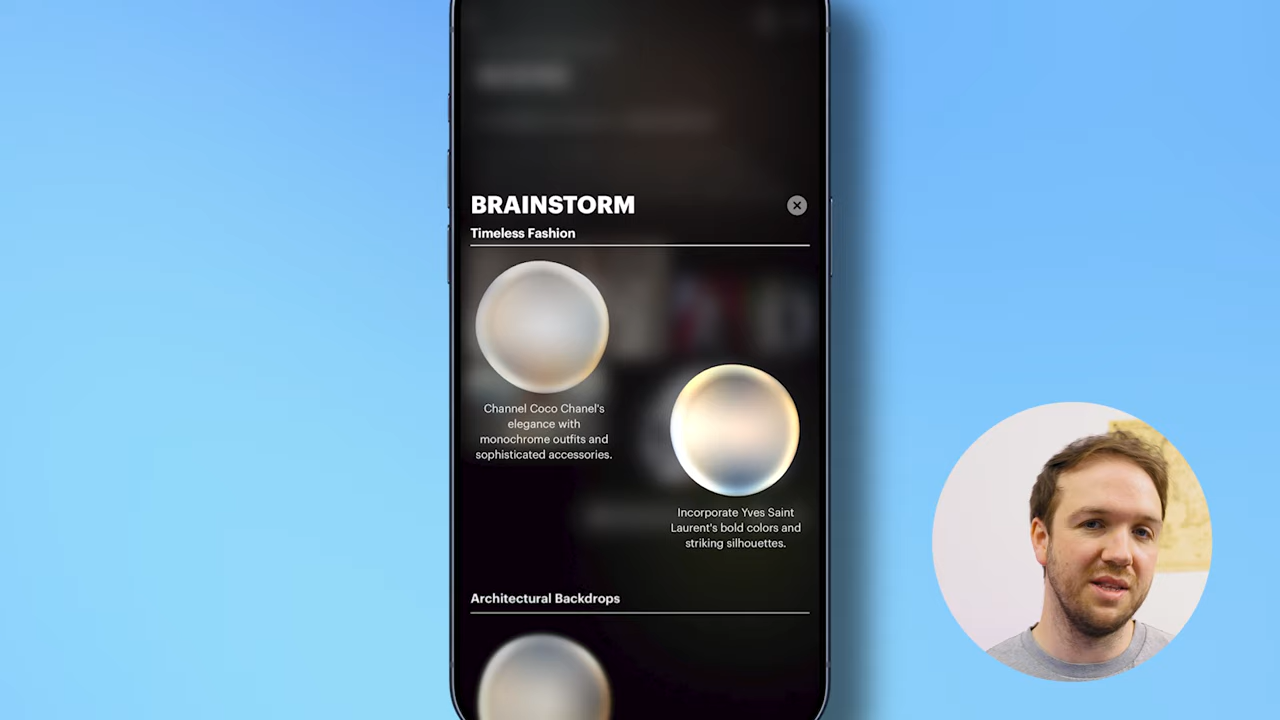 BRAINSTORM
Timeless Fashion
Channel Coco Chanel's
elegance with
monochrome outfits and
sophisticated accessories.
Incorporate Yves Saint
Laurent's bold colors and
striking silhouettes.
Architectural Backdrops